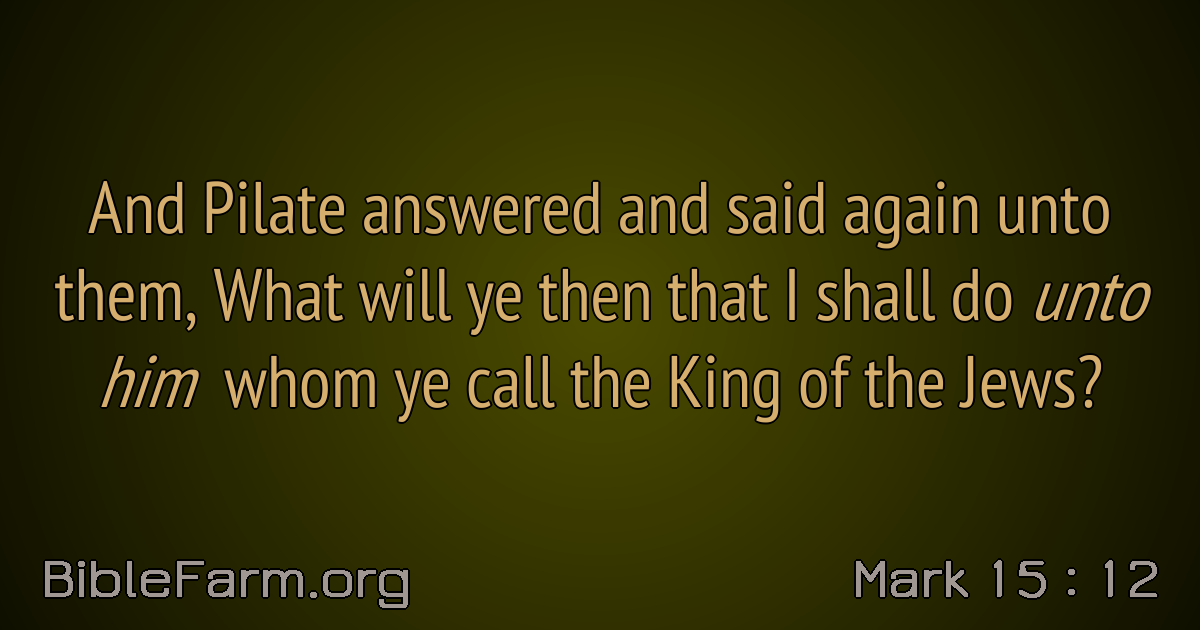 And Pilate answered and said again unto
them, What will ye then that I shall do unto
him whom ye call the King of the Jews?
BibleFarm.org
Mark 15 : 12